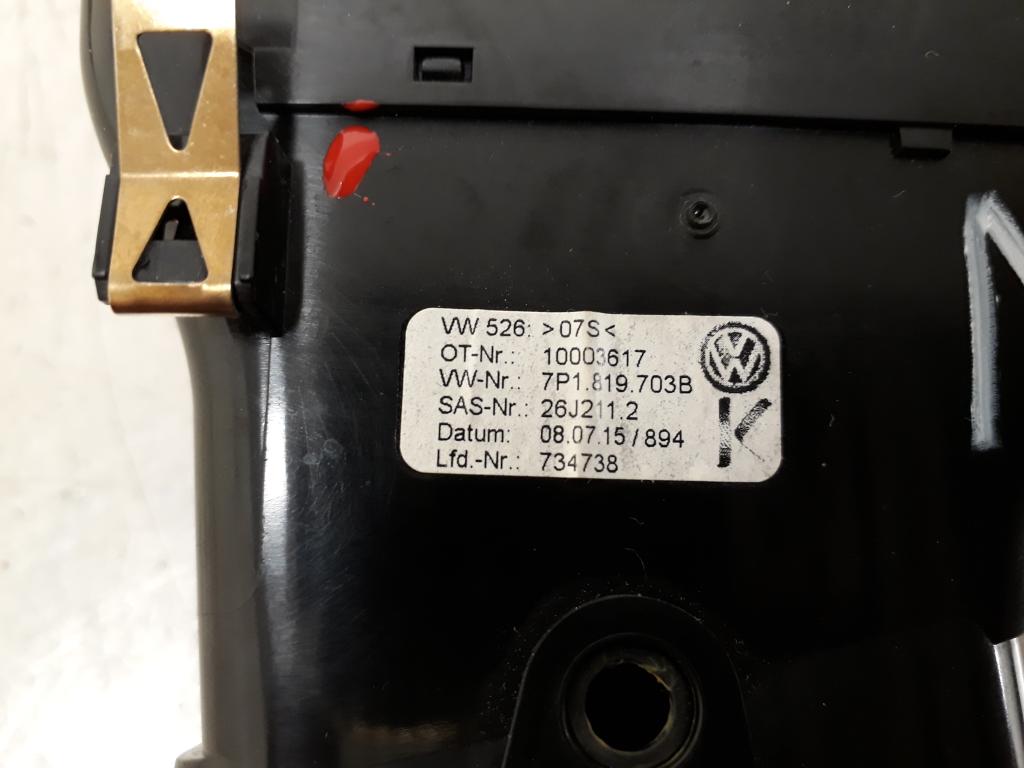 VW 526: >07S<
OT-Nr.: 10003617
VW-Nr.: 7P1.819.703B
SAS-Nr.: 26J211.2
Datum: 08.07.15/894
Lfd.-Nr.: 734738
VW
K